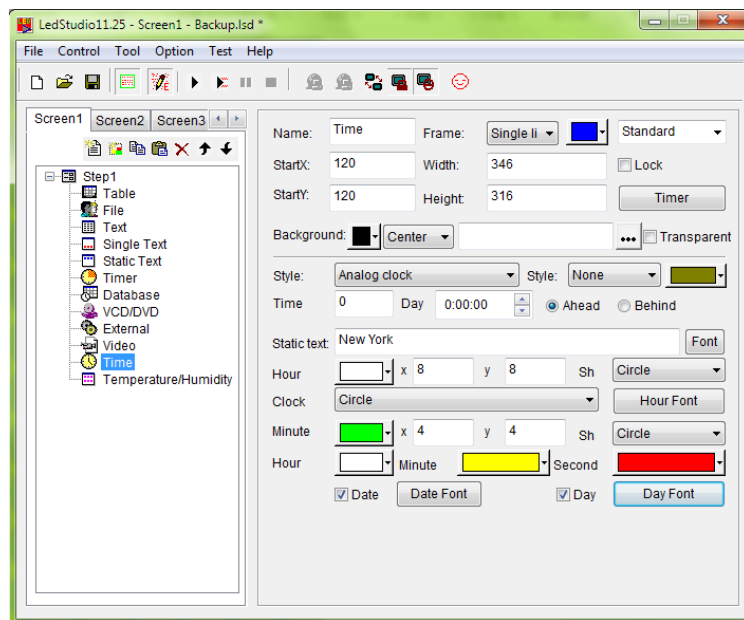 LedStudio11.25 - Screen1 - Backup.lsd *
File Control Tool Option Test Help
Screen1 Screen2 Screen3
Step1
Table
File
Text
Single Text
Static Text
Timer
Database
VCD/DVD
External
Video
Time
Temperature/Humidity
Name: Time Frame: Single li Standard
StartX: 120 Width: 346 Lock
StartY: 120 Height: 316 Timer
Background: Center ... Transparent
Style: Analog clock Style: None
Time 0 Day 0:00:00 Ahead Behind
Static text: New York Font
Hour x 8 y 8 Sh Circle
Clock Circle Hour Font
Minute x 4 y 4 Sh Circle
Hour Minute Second
Date Date Font Day Day Font